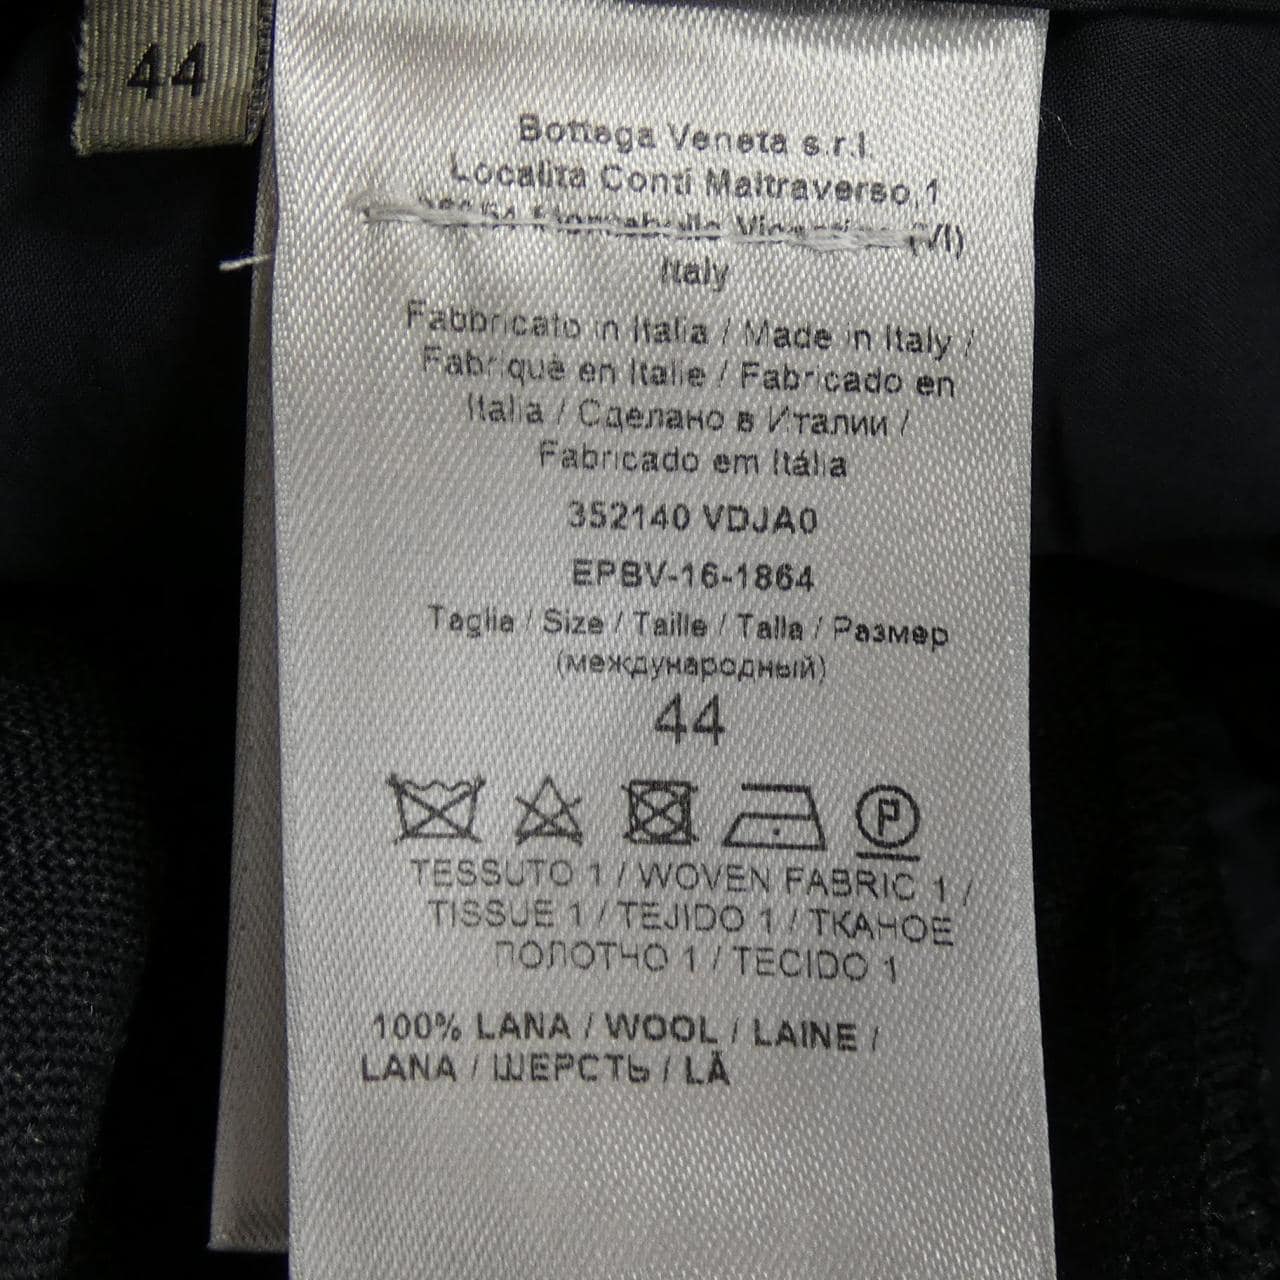 44
Bottega Veneta s.r.l.
Località Conti Maltraverso,1
(VI)
Italy
Fabbricato in Italia / Made in Italy /
Fabriqué en Italie / Fabricado en
Italia / Сделано в Италии /
Fabricado em Itália
352140 VDJA0
EPBV-16-1864
Taglia / Size / Taille / Talla / Размер
(международный)
44
P
TESSUTO 1 / WOVEN FABRIC 1 /
TISSUE 1 / TEJIDO 1 / ТКАНОЕ
ПОЛОТНО 1 / TECIDO 1
100% LANA / WOOL / LAINE /
LANA / ШЕРСТЬ / LÃ